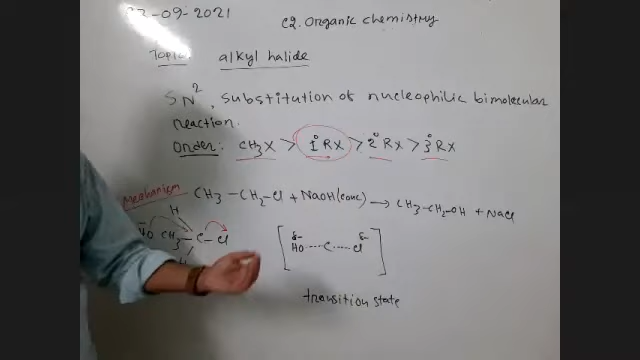 -09-2021
C2. Organic chemistry
Topic alkyl halide
SN², substitution of nucleophilic bimolecular
reaction.
Order: CH₃X > 1° RX > 2° RX > 3° RX
Mechanism CH₃-CH₂-Cl + NaOH(conc) → CH₃-CH₂-OH + NaCl
H
HO CH₃-C-Cl
H
[HO^δ-....C....Cl^δ-]
transition state